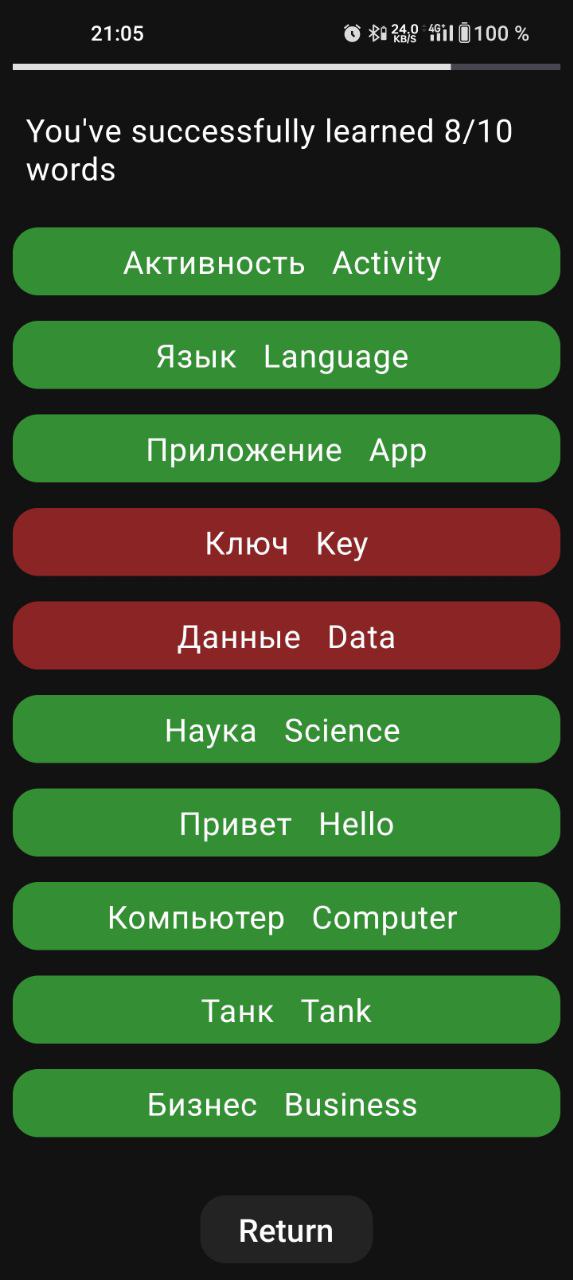 21:05 24.0 KB/S 4G+ 100 %
You've successfully learned 8/10
words
Активность Activity
Язык Language
Приложение App
Ключ Key
Данные Data
Наука Science
Привет Hello
Компьютер Computer
Танк Tank
Бизнес Business
Return